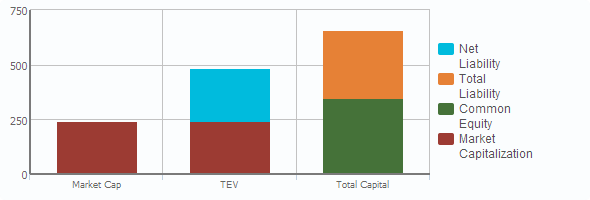 750
500
250
0
Market Cap
TEV
Total Capital
Net
Liability
Total
Liability
Common
Equity
Market
Capitalization